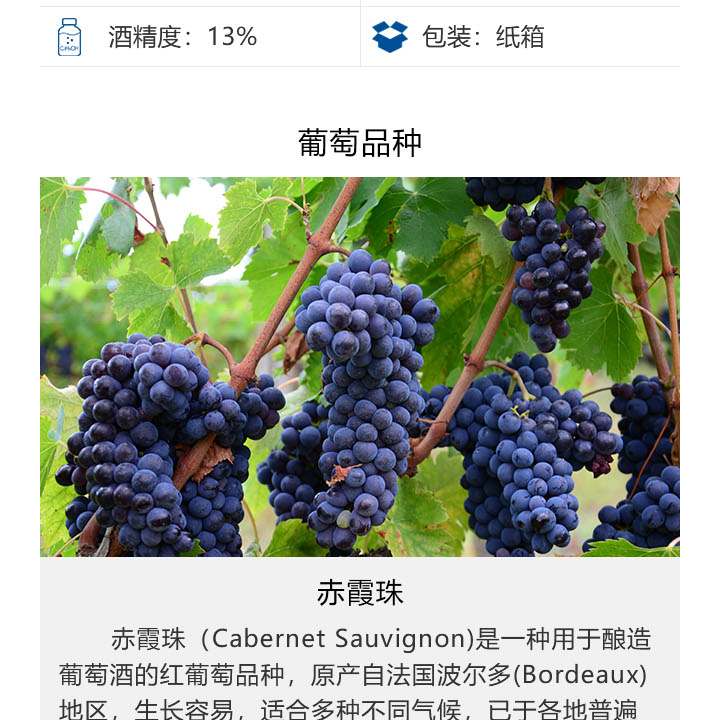 酒精度：13% 包装：纸箱
葡萄品种
赤霞珠
赤霞珠（Cabernet Sauvignon)是一种用于酿造
葡萄酒的红葡萄品种，原产自法国波尔多(Bordeaux)
地区，生长容易，适合多种不同气候，已于各地普遍